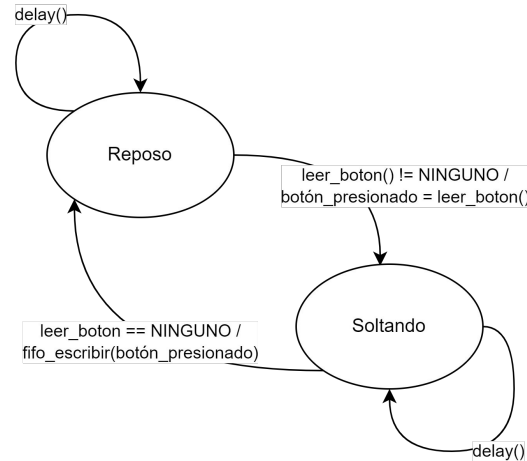 delay()
Reposo
leer_boton() != NINGUNO /
botón_presionado = leer_boton()
Soltando
leer_boton == NINGUNO /
fifo_escribir(botón_presionado)
delay()